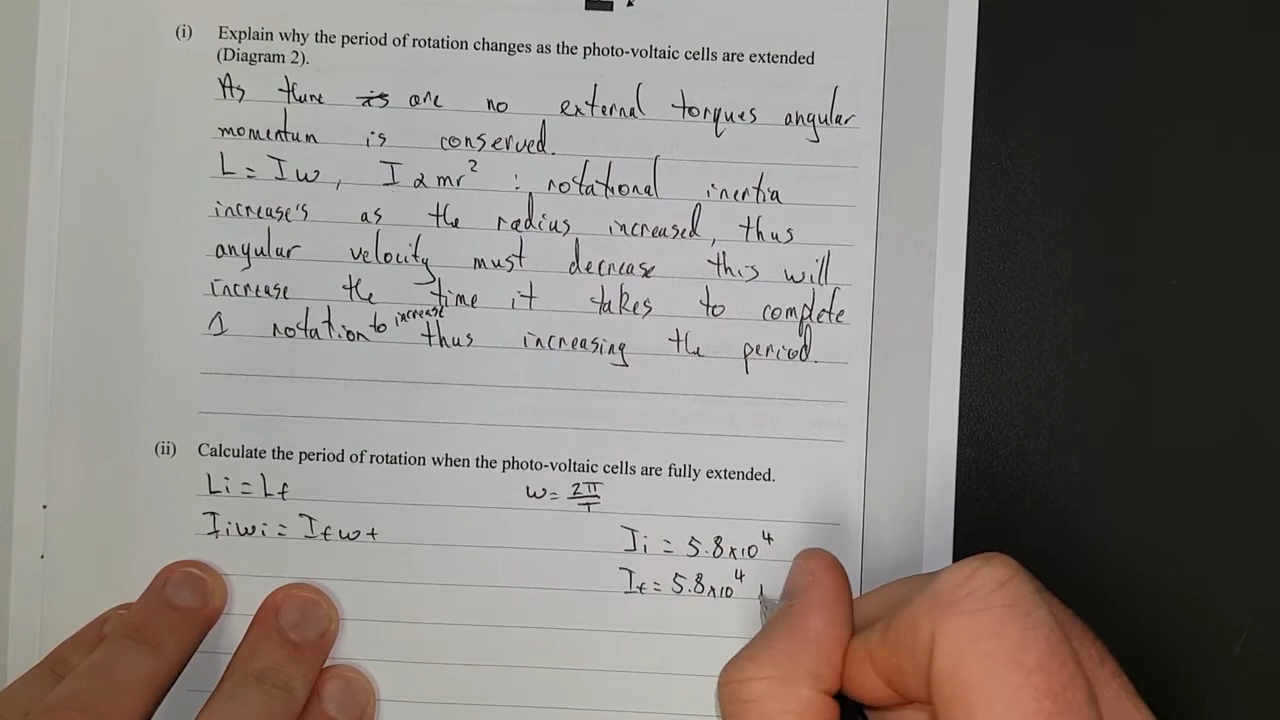 (i) Explain why the period of rotation changes as the photo-voltaic cells are extended
(Diagram 2).
As there is are no external torques angular
momentum is conserved.
L = Iω, I α mr² : rotational inertia
increase's as the radius increased, thus
angular velocity must decrease this will
increase the time it takes to complete
1 rotation to increase thus increasing the period.
(ii) Calculate the period of rotation when the photo-voltaic cells are fully extended.
Li = Lf
ω = 2π/T
Iiωi = Ifωf
Ii = 5.8×10⁴
If = 5.8×10⁴